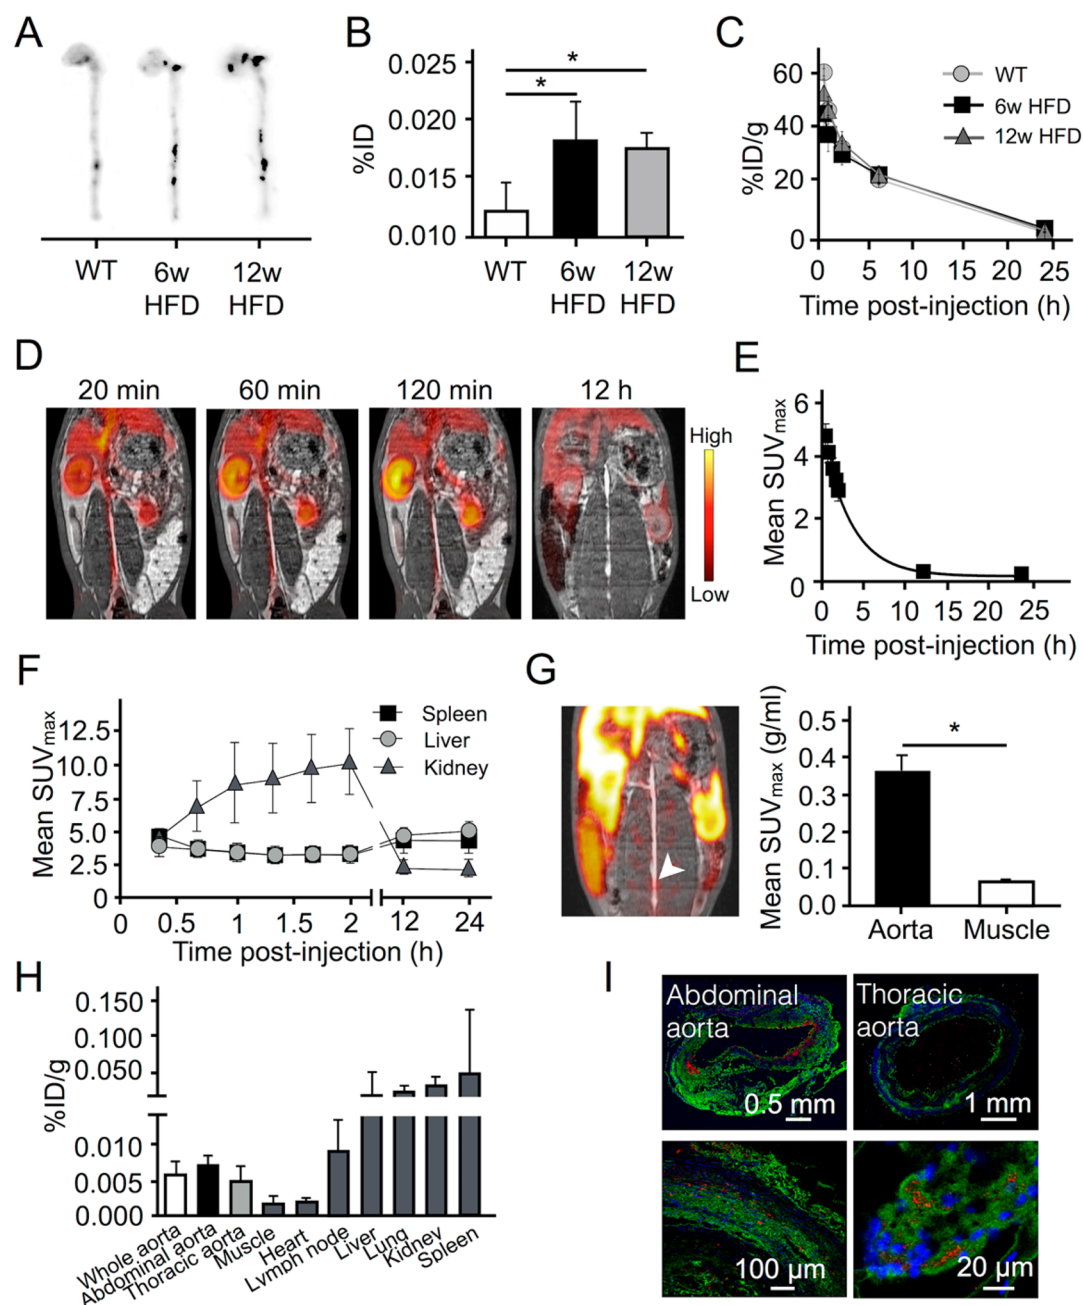 A
WT
6w
HFD
12w
HFD
B
%ID
0.025
0.020
0.015
0.010
*
*
WT
6w
HFD
12w
HFD
C
%ID/g
60
40
20
0
WT
6w HFD
12w HFD
0 5 10 15 20 25
Time post-injection (h)
D
20 min
60 min
120 min
12 h
High
Low
E
Mean SUVmax
6
4
2
0
0 5 10 15 20 25
Time post-injection (h)
F
Mean SUVmax
12.5
10.0
7.5
5.0
2.5
0
Spleen
Liver
Kidney
0 0.5 1 1.5 2 12 24
Time post-injection (h)
G
Mean SUVmax (g/ml)
0.5
0.4
0.3
0.2
0.1
0.0
*
Aorta
Muscle
H
%ID/g
0.150
0.100
0.050
0.010
0.005
0.000
Whole aorta
Abdominal aorta
Thoracic aorta
Muscle
Heart
Lymph node
Liver
Lung
Kidney
Spleen
I
Abdominal
aorta
0.5 mm
Thoracic
aorta
1 mm
100 µm
20 µm